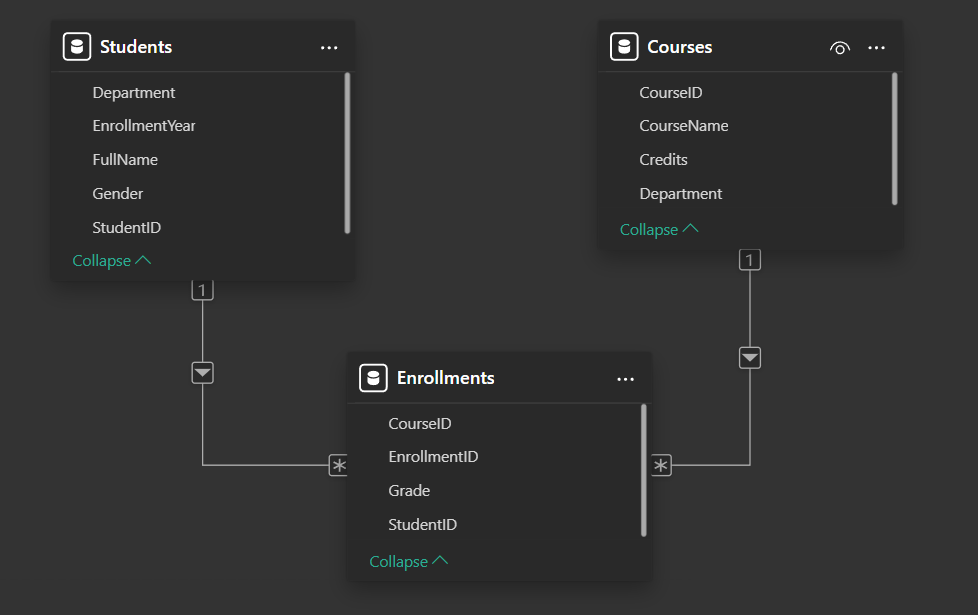 Students
Department
EnrollmentYear
FullName
Gender
StudentID
Collapse
1
Courses
CourseID
CourseName
Credits
Department
Collapse
1
Enrollments
CourseID
EnrollmentID
Grade
StudentID
Collapse
*
*